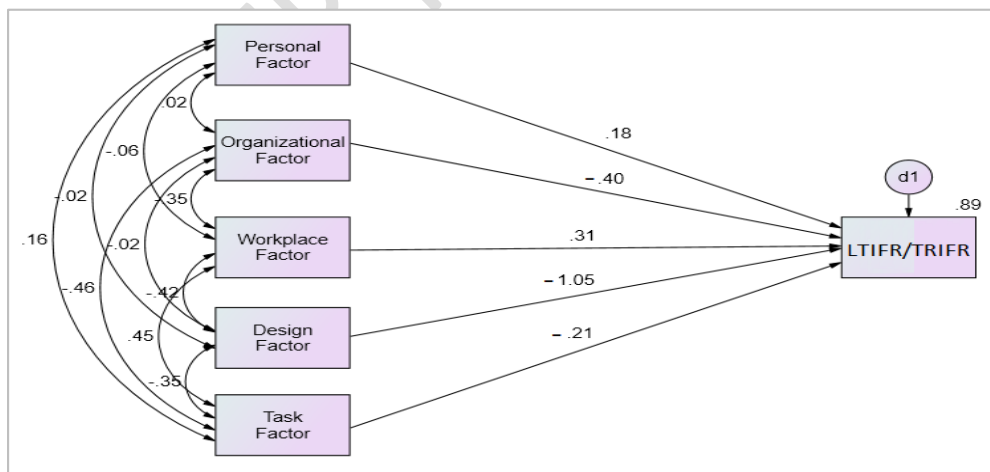 Personal
Factor
.02
Organizational
Factor
.18
-.06
-.40
d1
-.35
.89
-.02
.16
-.02
Workplace
Factor
.31
LTIFR/TRIFR
-.46
-.42
-1.05
.45
Design
Factor
-.21
-.35
Task
Factor